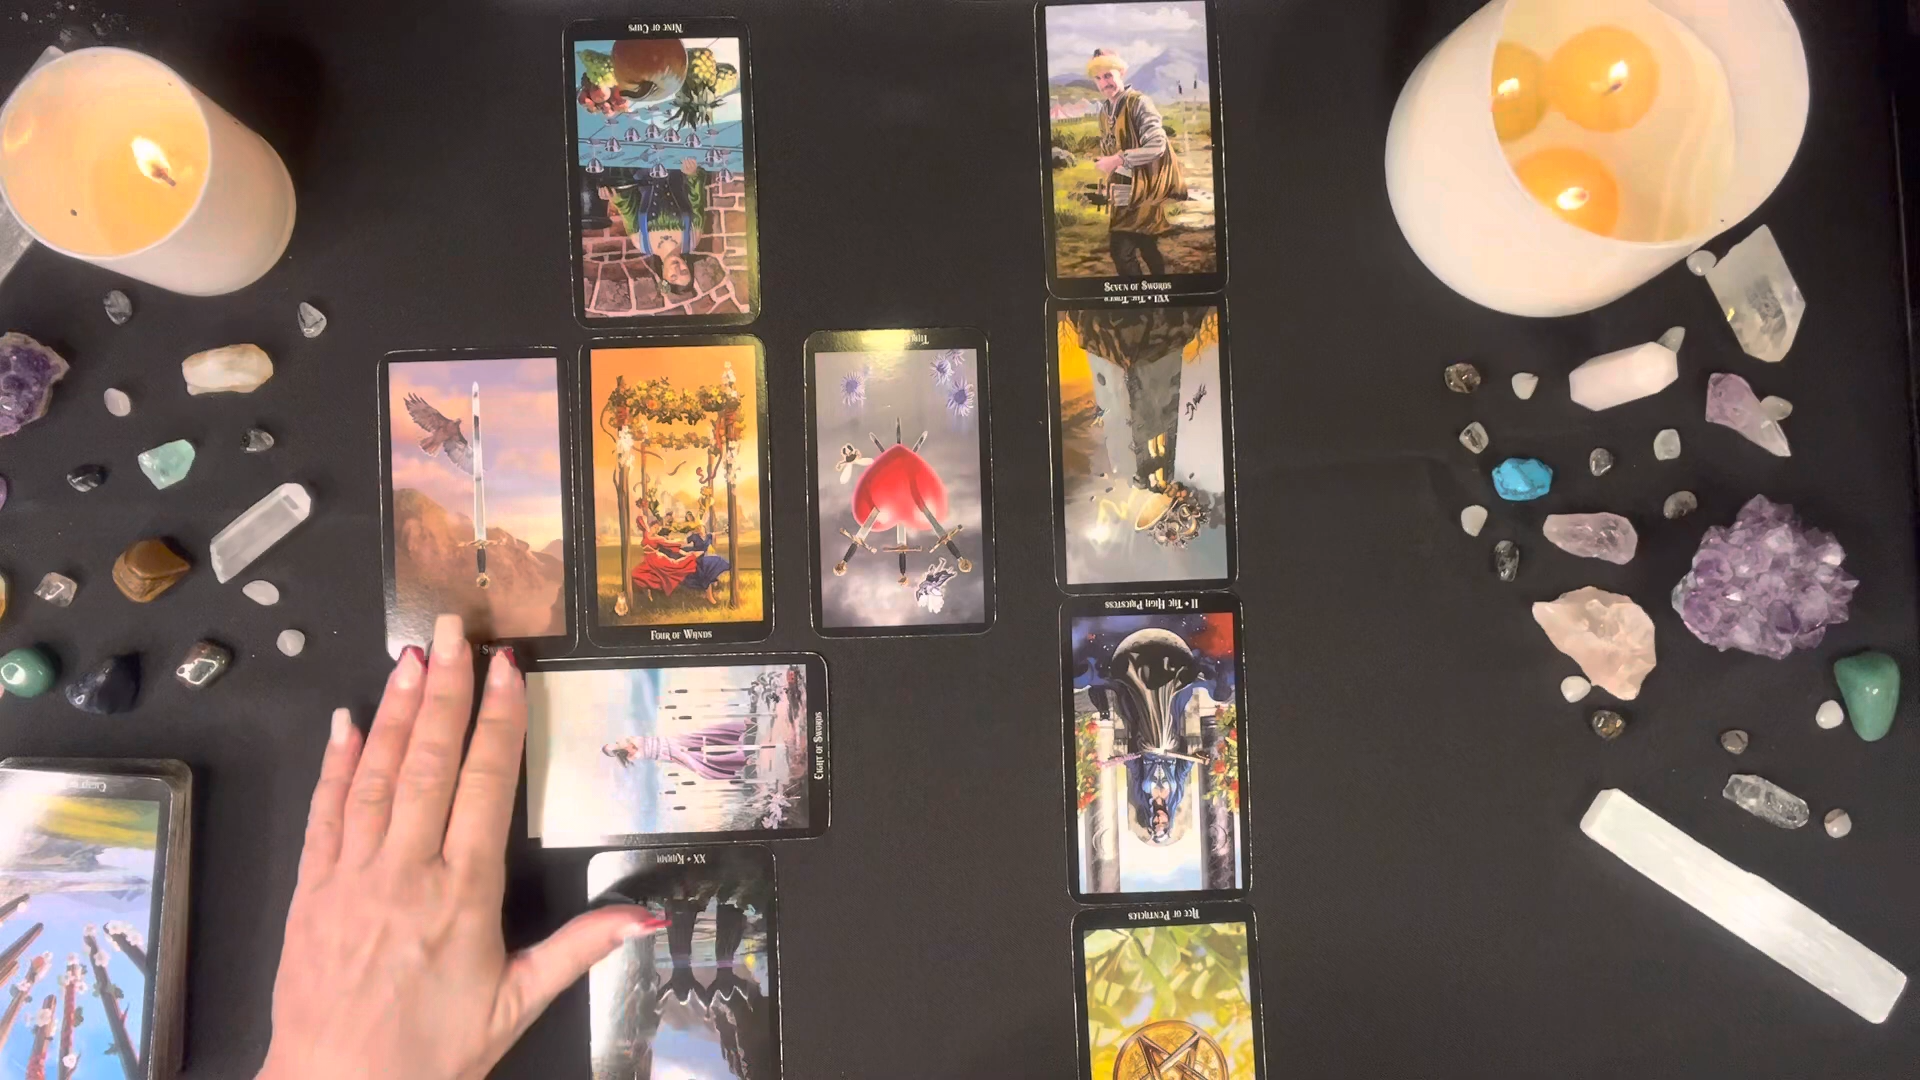 Nine of Cups
Seven of Swords
XVI • The Tower
Four of Wands
II • The High Priestess
Eight of Swords
XX • Karma
Ace of Pentacles